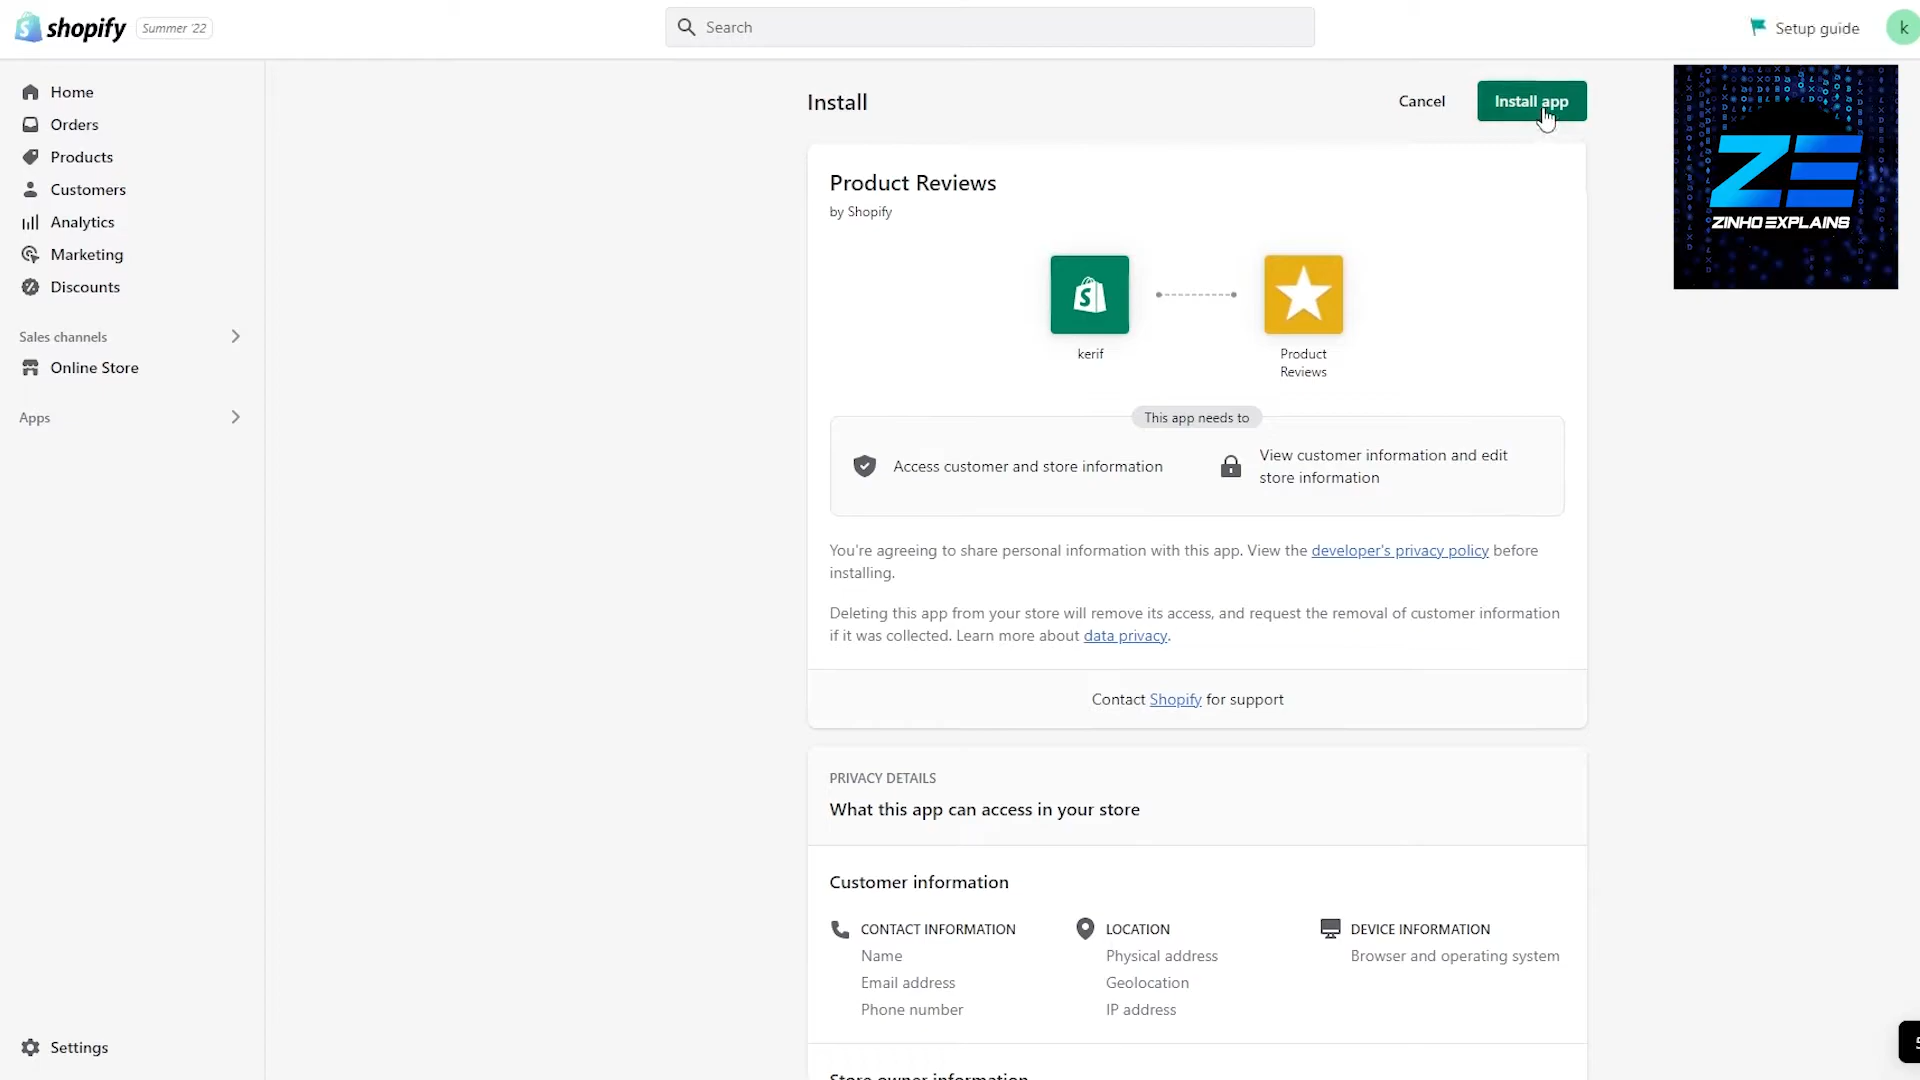 shopify
Summer '22
Search
Setup guide
k
Home
Orders
Products
Customers
Analytics
Marketing
Discounts
Sales channels
Online Store
Apps
Settings
Install
Cancel
Install app
ZE
ZINHO EXPLAINS
Product Reviews
by Shopify
kerif
Product
Reviews
This app needs to
Access customer and store information
View customer information and edit
store information
You're agreeing to share personal information with this app. View the developer's privacy policy before
installing.
Deleting this app from your store will remove its access, and request the removal of customer information
if it was collected. Learn more about data privacy.
Contact Shopify for support
PRIVACY DETAILS
What this app can access in your store
Customer information
CONTACT INFORMATION
Name
Email address
Phone number
LOCATION
Physical address
Geolocation
IP address
DEVICE INFORMATION
Browser and operating system
Store owner information